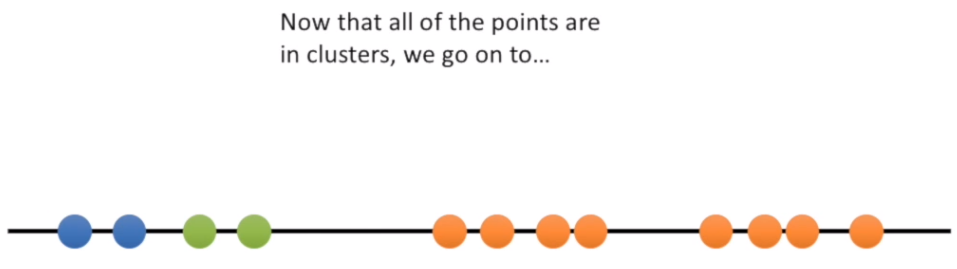 Now that all of the points are
in clusters, we go on to…